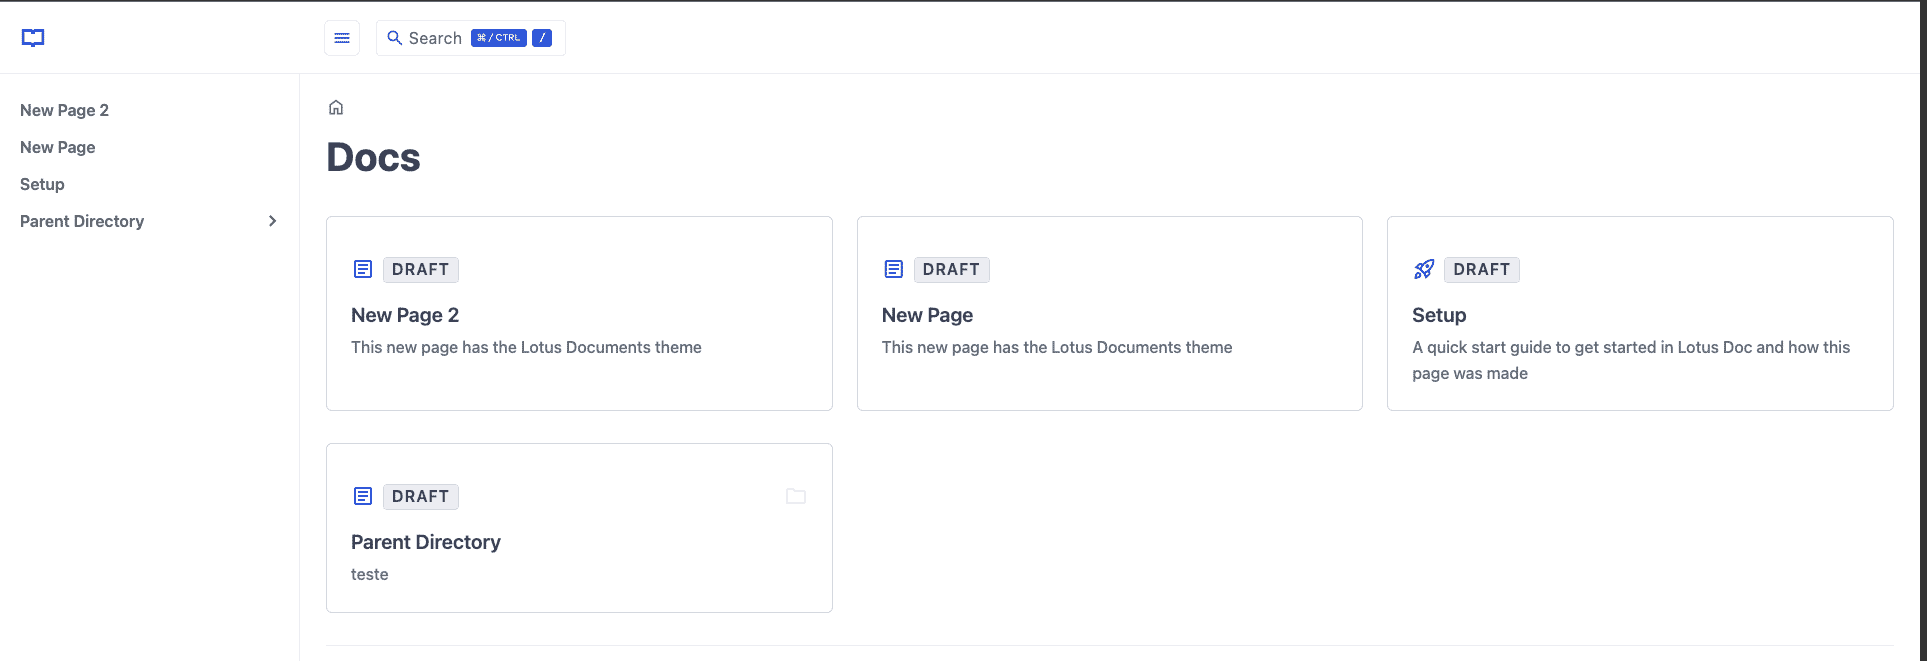 Search ⌘/CTRL /
New Page 2
New Page
Setup
Parent Directory
Docs
DRAFT
New Page 2
This new page has the Lotus Documents theme
DRAFT
New Page
This new page has the Lotus Documents theme
DRAFT
Setup
A quick start guide to get started in Lotus Doc and how this
page was made
DRAFT
Parent Directory
teste